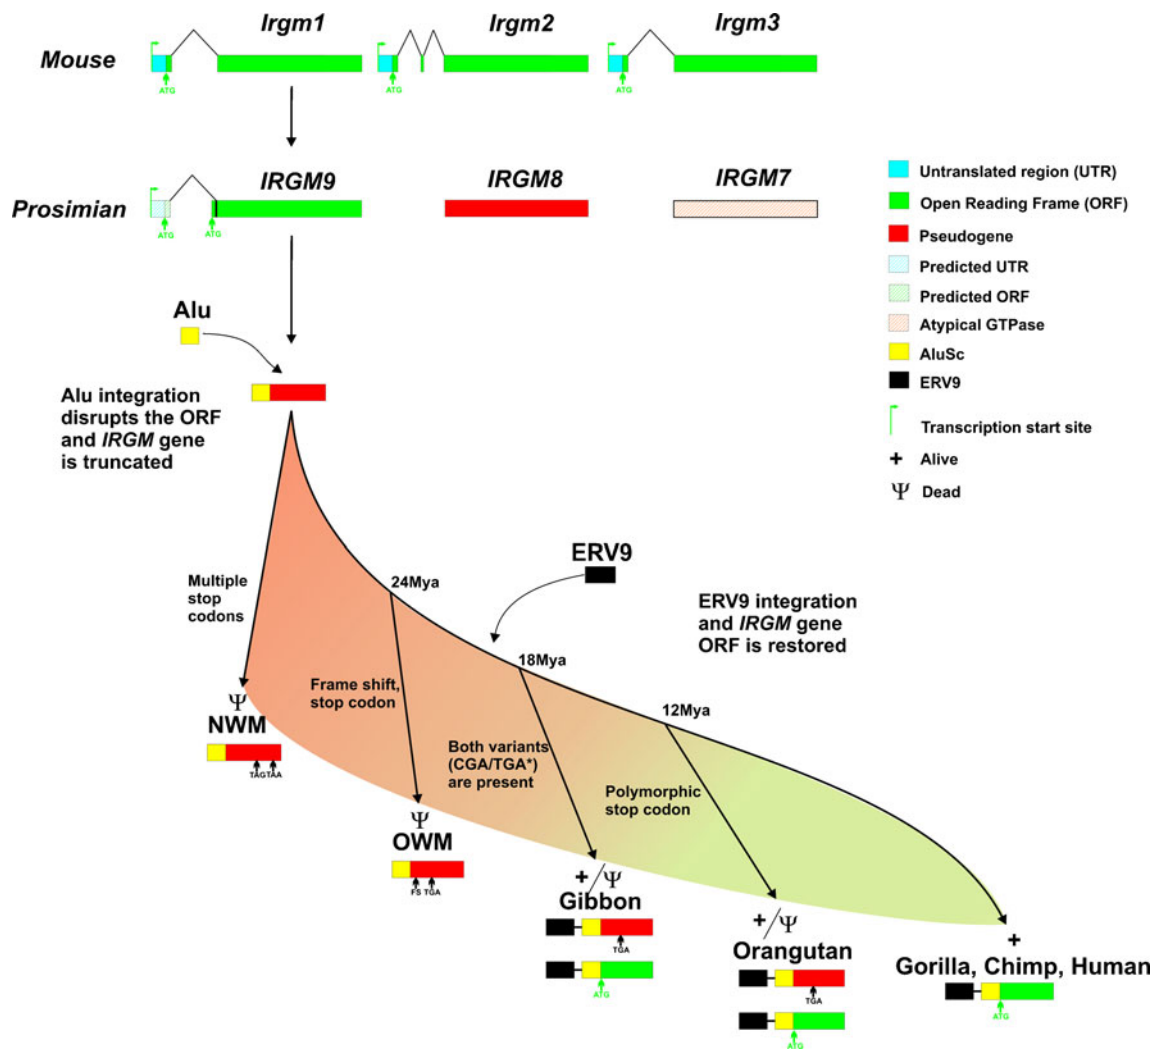 Irgm1 Irgm2 Irgm3
Mouse
ATG ATG ATG
IRGM9 IRGM8 IRGM7
Prosimian
ATG ATG
Untranslated region (UTR)
Open Reading Frame (ORF)
Pseudogene
Predicted UTR
Predicted ORF
Atypical GTPase
AluSc
ERV9
Transcription start site
+ Alive
Ψ Dead
Alu
Alu integration
disrupts the ORF
and IRGM gene
is truncated
ERV9
ERV9 integration
and IRGM gene
ORF is restored
24Mya
18Mya
12Mya
Multiple
stop
codons
Frame shift,
stop codon
Both variants
(CGA/TGA*)
are present
Polymorphic
stop codon
Ψ
NWM
TAG TAA
Ψ
OWM
FS TGA
+/Ψ
Gibbon
TGA
ATG
+/Ψ
Orangutan
TGA
ATG
+
Gorilla, Chimp, Human
ATG